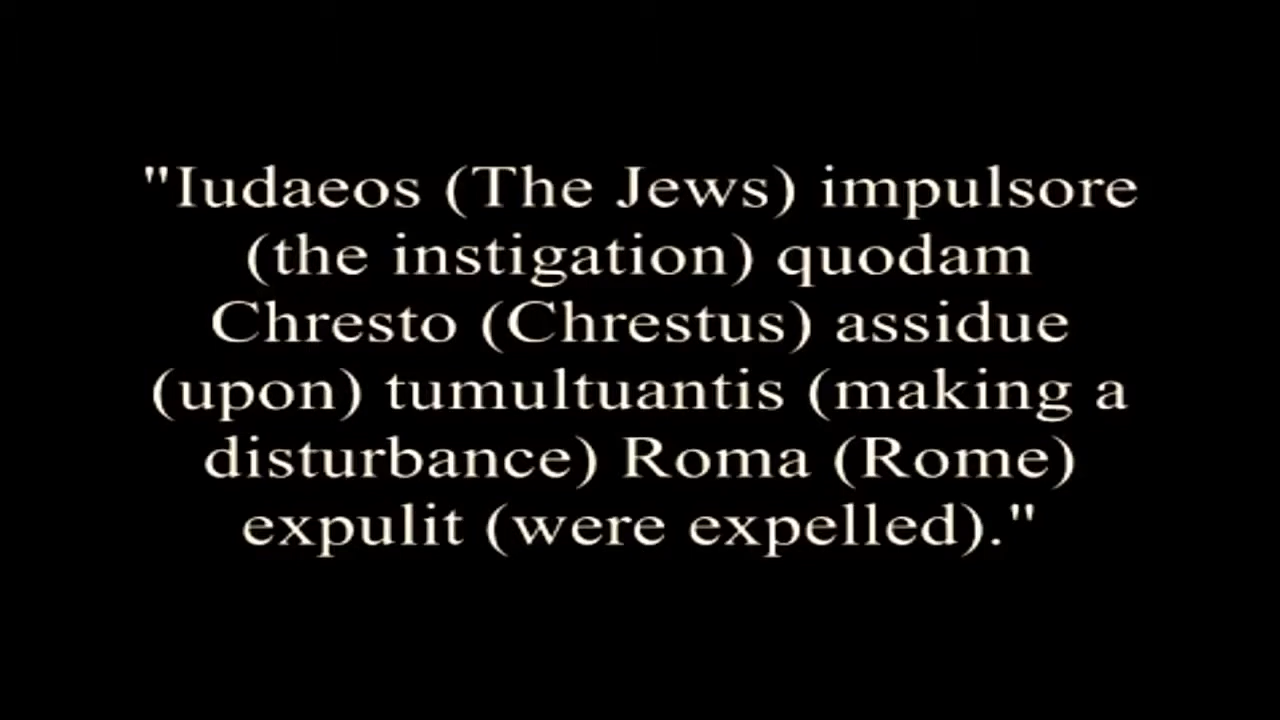 "Iudaeos (The Jews) impulsore
(the instigation) quodam
Chresto (Chrestus) assidue
(upon) tumultuantis (making a
disturbance) Roma (Rome)
expulit (were expelled)."